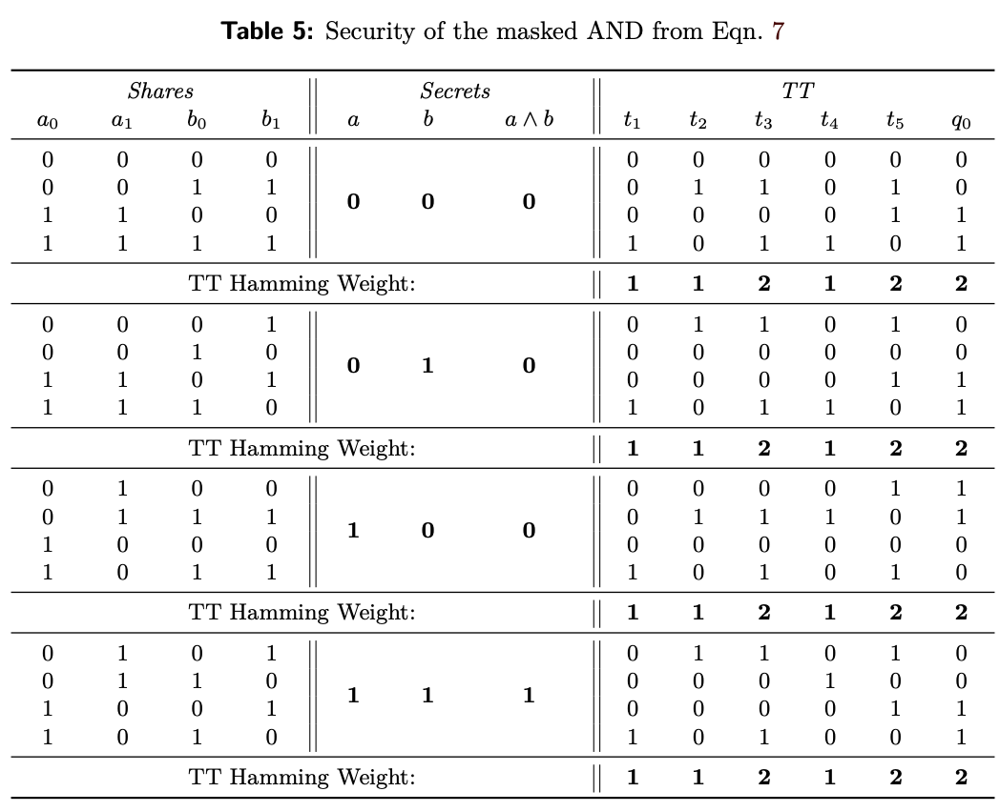 Table 5: Security of the masked AND from Eqn. 7
Shares Secrets TT
a₀ a₁ b₀ b₁ a b a ∧ b t₁ t₂ t₃ t₄ t₅ q₀
0 0 0 0 0 0 0 0 0 0
0 0 1 1 0 1 1 0 1 0
0 0 0
1 1 0 0 0 0 0 0 1 1
1 1 1 1 1 0 1 1 0 1
TT Hamming Weight: 1 1 2 1 2 2
0 0 0 1 0 1 1 0 1 0
0 0 1 0 0 0 0 0 0 0
0 1 0
1 1 0 1 0 0 0 0 1 1
1 1 1 0 1 0 1 1 0 1
TT Hamming Weight: 1 1 2 1 2 2
0 1 0 0 0 0 0 0 1 1
0 1 1 1 0 1 1 1 0 1
1 0 0
1 0 0 0 0 0 0 0 0 0
1 0 1 1 1 0 1 0 1 0
TT Hamming Weight: 1 1 2 1 2 2
0 1 0 1 0 1 1 0 1 0
0 1 1 0 0 0 0 1 0 0
1 1 1
1 0 0 1 0 0 0 0 1 1
1 0 1 0 1 0 1 0 0 1
TT Hamming Weight: 1 1 2 1 2 2